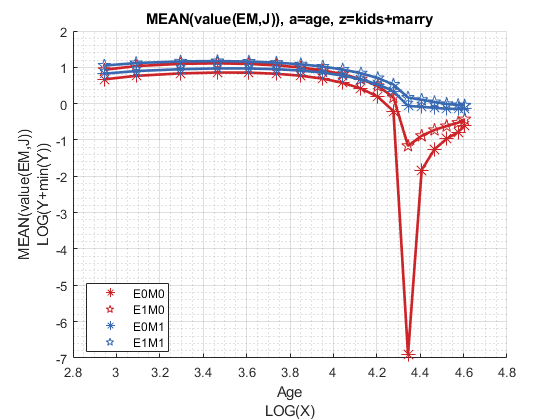 MEAN(value(EM,J)), a=age, z=kids+marry
2
1
0
-1
-2
-3
-4
-5
-6
-7
MEAN(value(EM,J))
LOG(Y+min(Y))
E0M0
E1M0
E0M1
E1M1
2.8 3 3.2 3.4 3.6 3.8 4 4.2 4.4 4.6 4.8
Age
LOG(X)